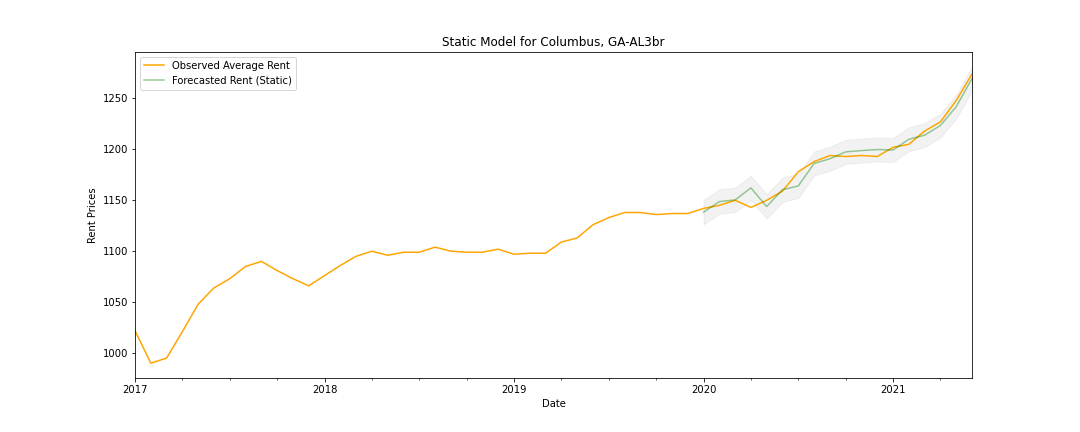 Static Model for Columbus, GA-AL3br
Observed Average Rent
Forecasted Rent (Static)
Rent Prices
1250
1200
1150
1100
1050
1000
2017
2018
2019
2020
2021
Date